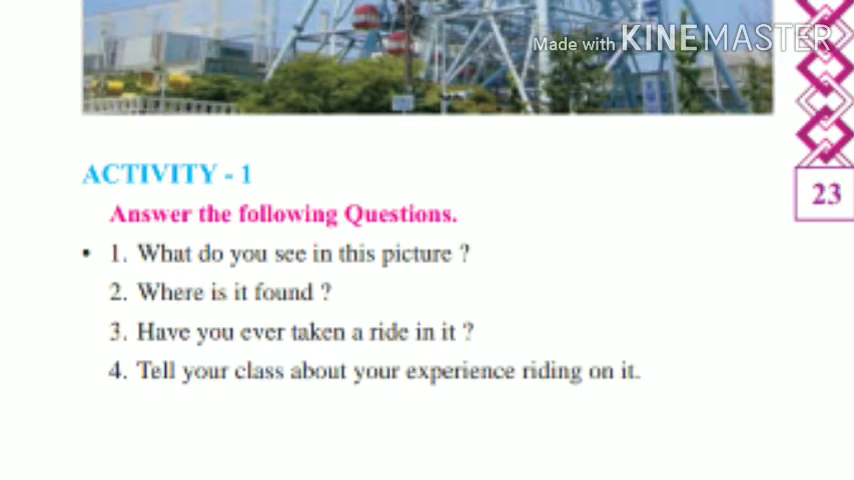 Made with KINEMASTER
ACTIVITY - 1
23
Answer the following Questions.
• 1. What do you see in this picture ?
2. Where is it found ?
3. Have you ever taken a ride in it ?
4. Tell your class about your experience riding on it.